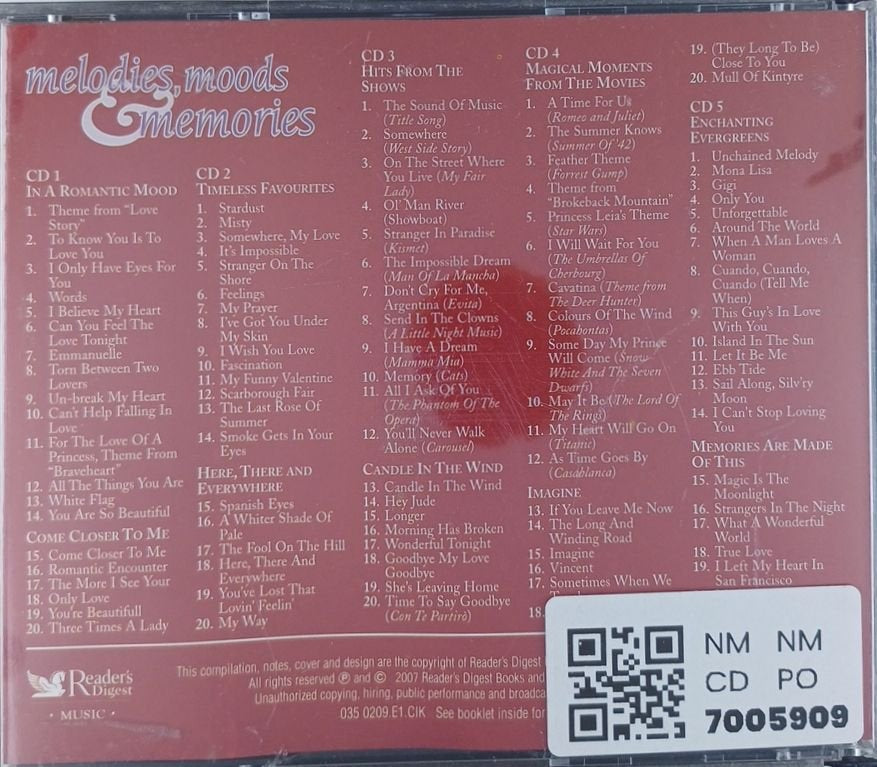 melodies, moods
& memories
CD 1
IN A ROMANTIC MOOD
1. Theme from "Love
Story"
2. To Know You Is To
Love You
3. I Only Have Eyes For
You
4. Words
5. I Believe My Heart
6. Can You Feel The
Love Tonight
7. Emmanuelle
8. Torn Between Two
Lovers
9. Un-break My Heart
10. Can't Help Falling In
Love
11. For The Love Of A
Princess, Theme From
"Braveheart"
12. All The Things You Are
13. White Flag
14. You Are So Beautiful
COME CLOSER TO ME
15. Come Closer To Me
16. Romantic Encounter
17. The More I See Your
18. Only Love
19. You're Beautifull
20. Three Times A Lady
CD 2
TIMELESS FAVOURITES
1. Stardust
2. Misty
3. Somewhere, My Love
4. It's Impossible
5. Stranger On The
Shore
6. Feelings
7. My Prayer
8. I've Got You Under
My Skin
9. I Wish You Love
10. Fascination
11. My Funny Valentine
12. Scarborough Fair
13. The Last Rose Of
Summer
14. Smoke Gets In Your
Eyes
HERE, THERE AND
EVERYWHERE
15. Spanish Eyes
16. A Whiter Shade Of
Pale
17. The Fool On The Hill
18. Here, There And
Everywhere
19. You've Lost That
Lovin' Feelin'
20. My Way
CD 3
HITS FROM THE
SHOWS
1. The Sound Of Music
(Title Song)
2. Somewhere
(West Side Story)
3. On The Street Where
You Live (My Fair
Lady)
4. Ol' Man River
(Showboat)
5. Stranger In Paradise
(Kismet)
6. The Impossible Dream
(Man Of La Mancha)
7. Don't Cry For Me,
Argentina (Evita)
8. Send In The Clowns
(A Little Night Music)
9. I Have A Dream
(Mamma Mia)
10. Memory (Cats)
11. All I Ask Of You
(The Phantom Of The
Opera)
12. You'll Never Walk
Alone (Carousel)
CANDLE IN THE WIND
13. Candle In The Wind
14. Hey Jude
15. Longer
16. Morning Has Broken
17. Wonderful Tonight
18. Goodbye My Love
Goodbye
19. She's Leaving Home
20. Time To Say Goodbye
(Con Te Partirò)
CD 4
MAGICAL MOMENTS
FROM THE MOVIES
1. A Time For Us
(Romeo and Juliet)
2. The Summer Knows
(Summer Of '42)
3. Feather Theme
(Forrest Gump)
4. Theme from
"Brokeback Mountain"
5. Princess Leia's Theme
(Star Wars)
6. I Will Wait For You
(The Umbrellas Of
Cherbourg
7. Cavatina (Theme from
The Deer Hunter)
8. Colours Of The Wind
(Pocahontas)
9. Some Day My Prince
Will Come (Snow
White And The Seven
Dwarfs)
10. May It Be (The Lord Of
The Rings)
11. My Heart Will Go On
(Titanic)
12. As Time Goes By
(Casablanca)
IMAGINE
13. If You Leave Me Now
14. The Long And
Winding Road
15. Imagine
16. Vincent
17. Sometimes When We
18.
19. (They Long To Be)
Close To You
20. Mull Of Kintyre
CD 5
ENCHANTING
EVERGREENS
1. Unchained Melody
2. Mona Lisa
3. Gigi
4. Only You
5. Unforgettable
6. Around The World
7. When A Man Loves A
Woman
8. Cuando, Cuando,
Cuando (Tell Me
When)
9. This Guy's In Love
With You
10. Island In The Sun
11. Let It Be Me
12. Ebb Tide
13. Sail Along, Silv'ry
Moon
14. I Can't Stop Loving
You
MEMORIES ARE MADE
OF THIS
15. Magic Is The
Moonlight
16. Strangers In The Night
17. What A Wonderful
World
18. True Love
19. I Left My Heart In
San Francisco
Reader's
Digest
· MUSIC ·
This compilation, notes, cover and design are the copyright of Reader's Digest
All rights reserved ℗ and © 2007 Reader's Digest Books and
Unauthorized copying, hiring, public performance and broadca
035 0209.E1.CIK See booklet inside for
NM NM
CD PO
7005909